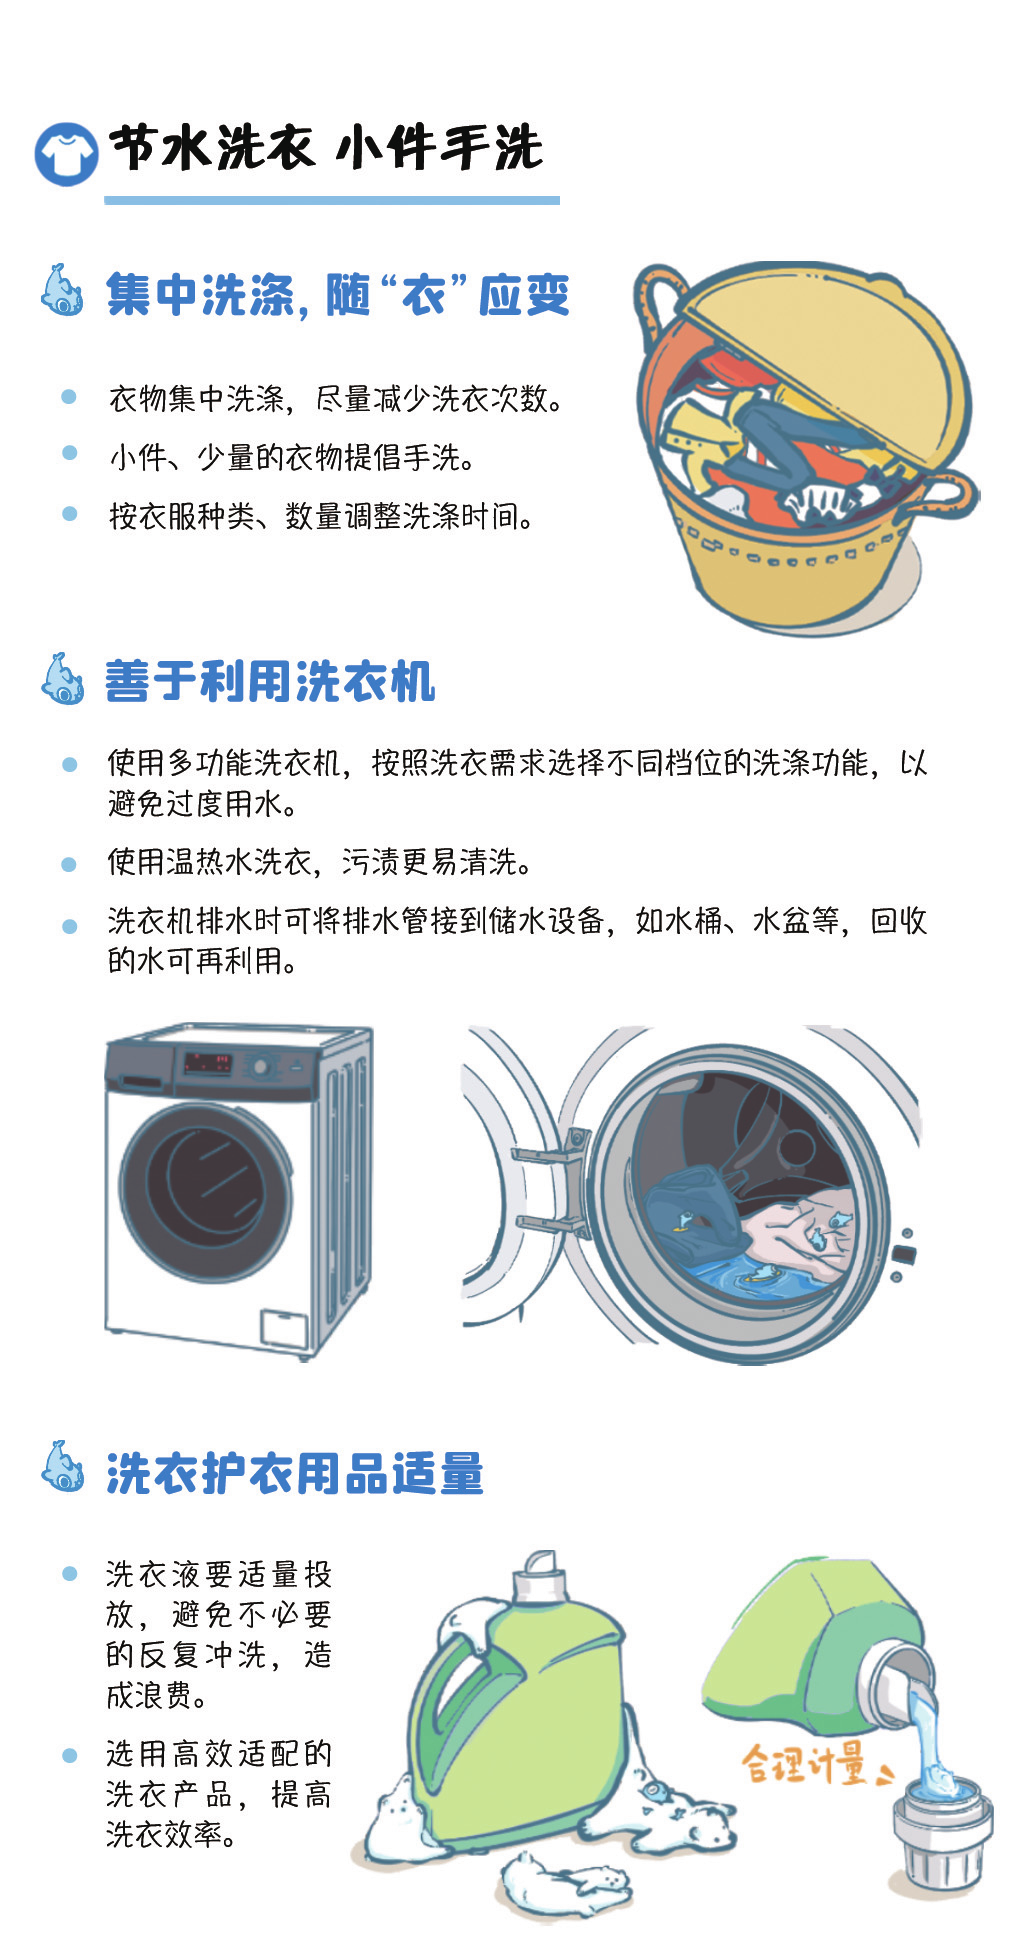 节水洗衣 小件手洗
集中洗涤，随“衣”应变
衣物集中洗涤，尽量减少洗衣次数。
小件、少量的衣物提倡手洗。
按衣服种类、数量调整洗涤时间。
善于利用洗衣机
使用多功能洗衣机，按照洗衣需求选择不同档位的洗涤功能，以
避免过度用水。
使用温热水洗衣，污渍更易清洗。
洗衣机排水时可将排水管接到储水设备，如水桶、水盆等，回收
的水可再利用。
洗衣护衣用品适量
洗衣液要适量投
放，避免不必要
的反复冲洗，造
成浪费。
选用高效适配的
洗衣产品，提高
洗衣效率。
合理计量